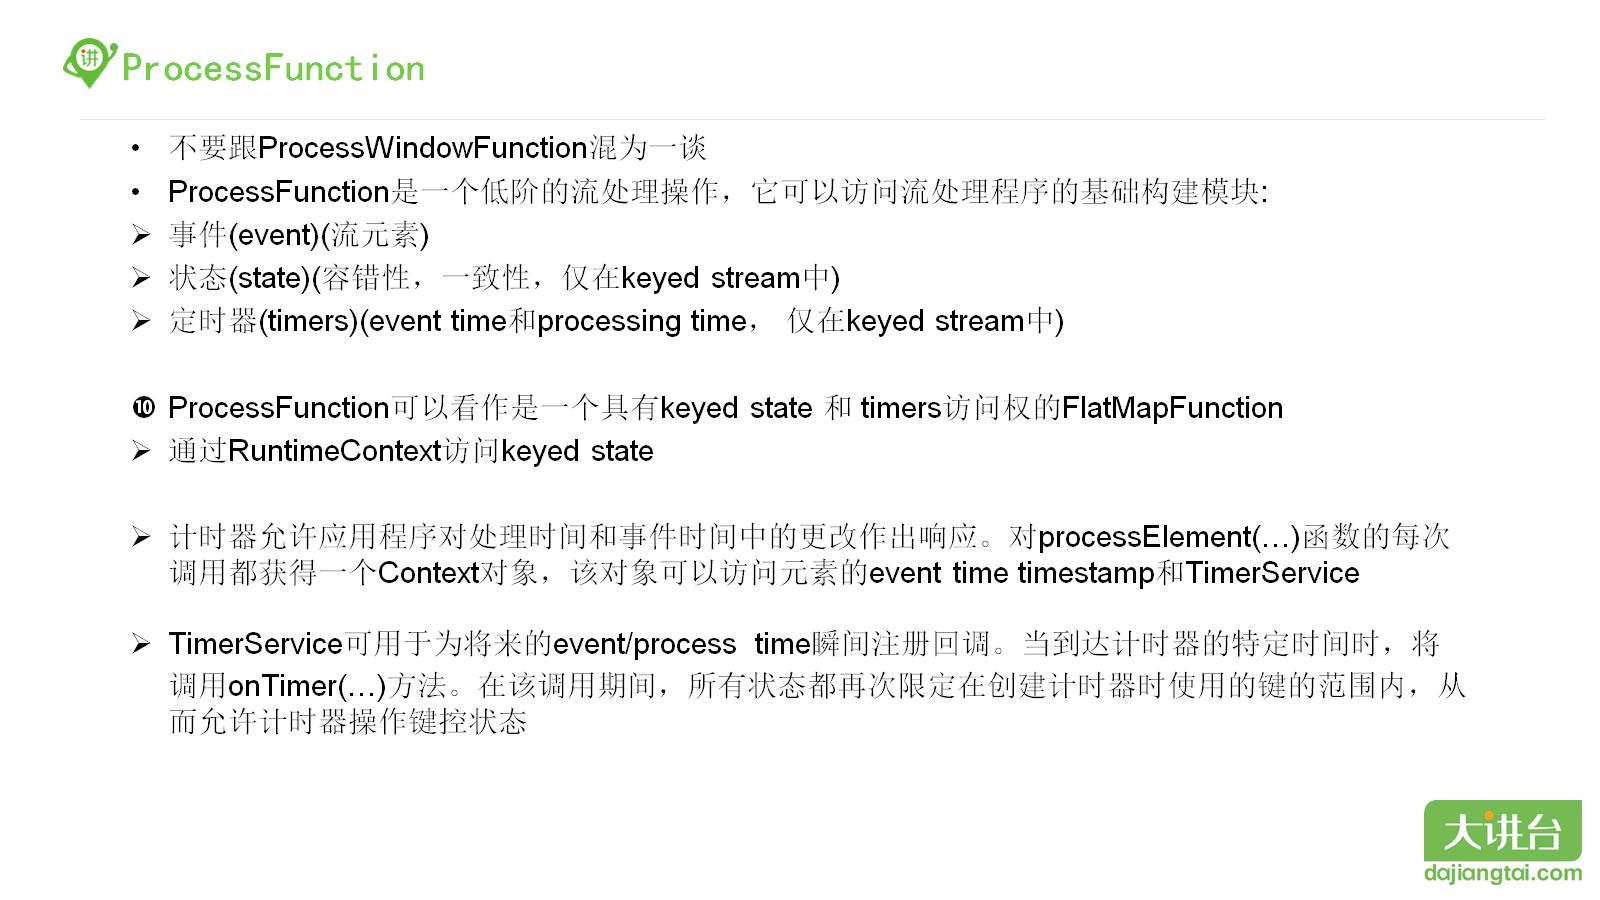 讲
ProcessFunction
• 不要跟ProcessWindowFunction混为一谈
• ProcessFunction是一个低阶的流处理操作，它可以访问流处理程序的基础构建模块:
➢ 事件(event)(流元素)
➢ 状态(state)(容错性，一致性，仅在keyed stream中)
➢ 定时器(timers)(event time和processing time， 仅在keyed stream中)
❿ ProcessFunction可以看作是一个具有keyed state 和 timers访问权的FlatMapFunction
➢ 通过RuntimeContext访问keyed state
➢ 计时器允许应用程序对处理时间和事件时间中的更改作出响应。对processElement(...)函数的每次
调用都获得一个Context对象，该对象可以访问元素的event time timestamp和TimerService
➢ TimerService可用于为将来的event/process time瞬间注册回调。当到达计时器的特定时间时，将
调用onTimer(...)方法。在该调用期间，所有状态都再次限定在创建计时器时使用的键的范围内，从
而允许计时器操作键控状态
大讲台
dajiangtai.com